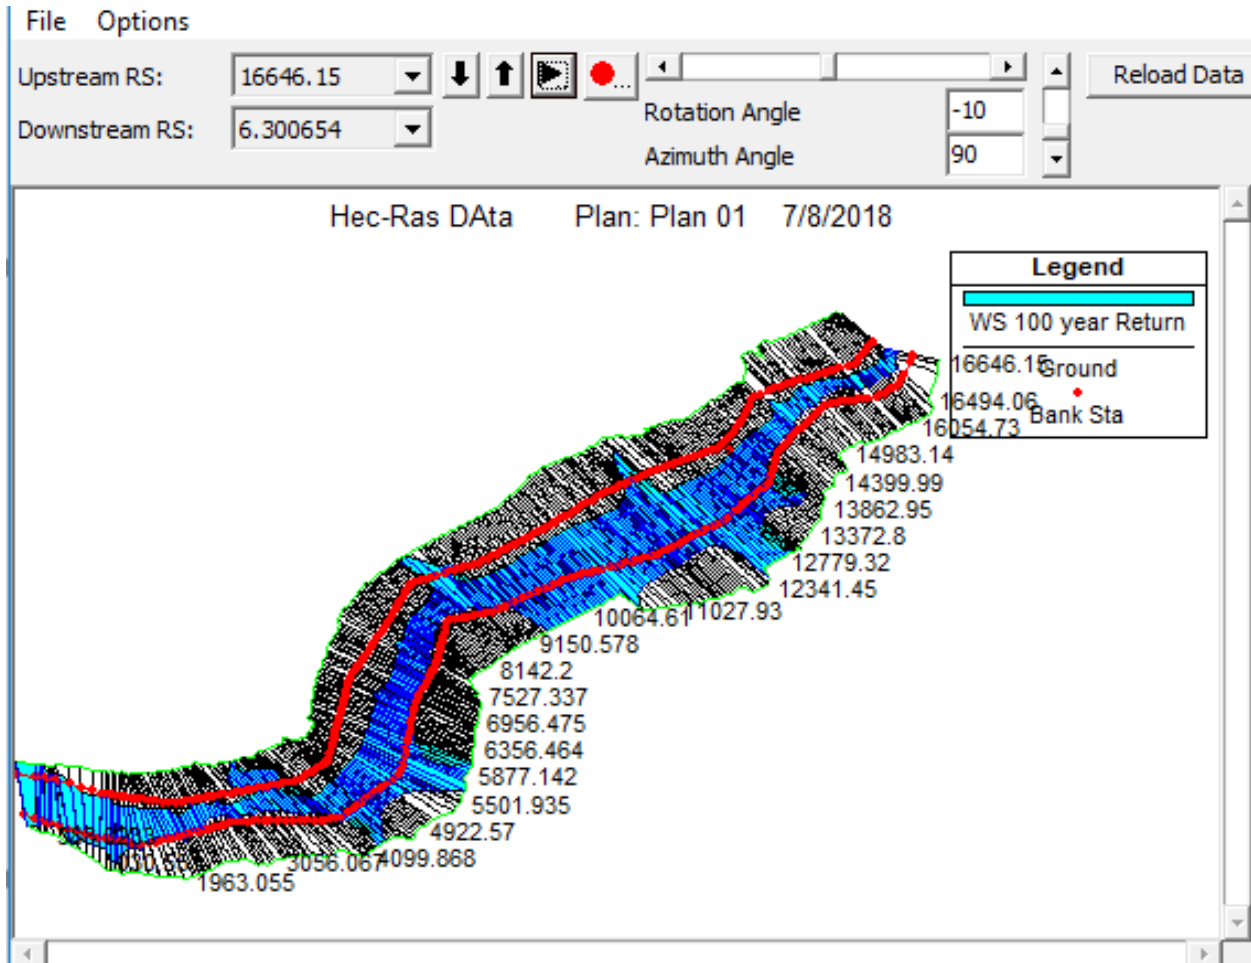 File Options
Upstream RS: 16646.15
Downstream RS: 6.300654
...
Reload Data
Rotation Angle -10
Azimuth Angle 90
Hec-Ras DAta Plan: Plan 01 7/8/2018
Legend
WS 100 year Return
Ground
Bank Sta
16646.15
16494.06
16054.73
14983.14
14399.99
13862.95
13372.8
12779.32
12341.45
11027.93
10064.61
9150.578
8142.2
7527.337
6956.475
6356.464
5877.142
5501.935
4922.57
4099.868
3056.067
1963.055